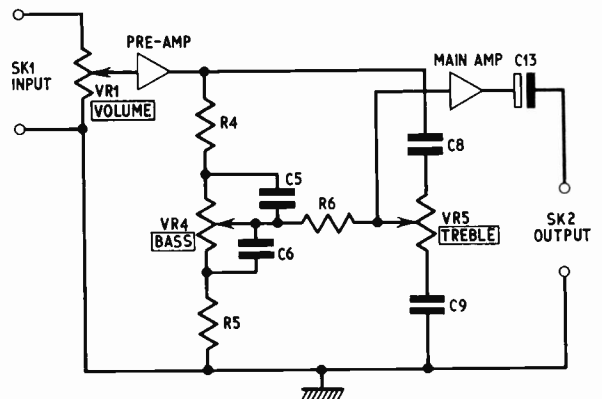 PRE-AMP
MAIN AMP
C13
SK1
INPUT
VR1
VOLUME
R4
C8
C5
R6
VR4
BASS
VR5
TREBLE
SK2
OUTPUT
C6
R5
C9